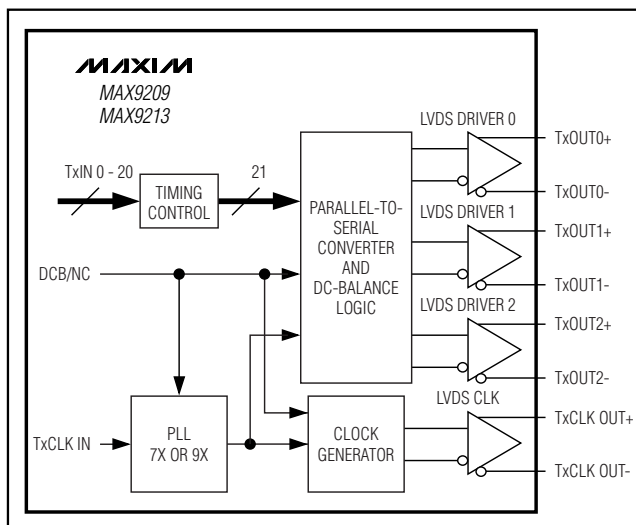 MAXIM
MAX9209
MAX9213
LVDS DRIVER 0
TxOUT0+
TxIN 0 - 20
21
TIMING
CONTROL
TxOUT0-
PARALLEL-TO-
SERIAL
CONVERTER
AND
DC-BALANCE
LOGIC
LVDS DRIVER 1
TxOUT1+
DCB/NC
TxOUT1-
LVDS DRIVER 2
TxOUT2+
TxOUT2-
LVDS CLK
TxCLK OUT+
TxCLK IN
PLL
7X OR 9X
CLOCK
GENERATOR
TxCLK OUT-